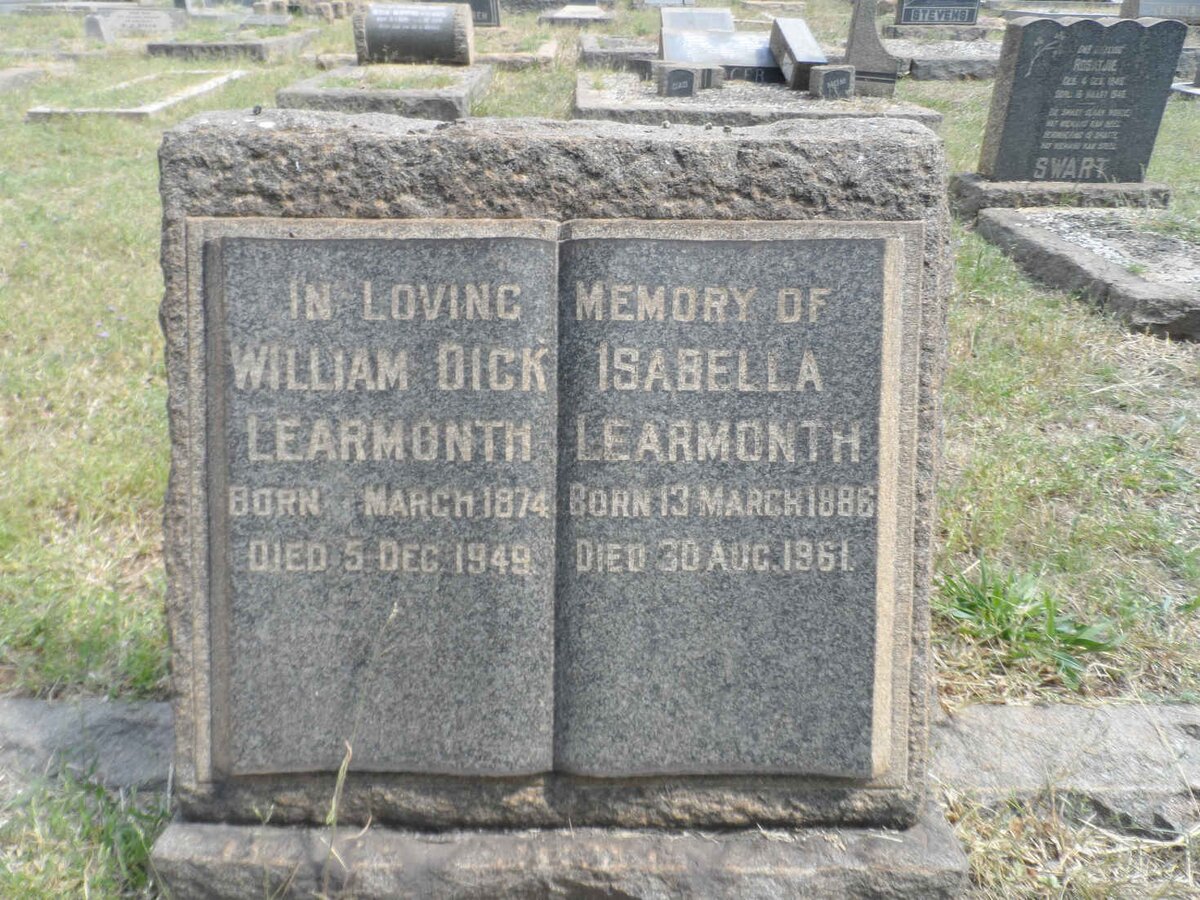 IN LOVING MEMORY OF
WILLIAM DICK
LEARMONTH
BORN MARCH 1874
DIED 5 DEC 1949
ISABELLA
LEARMONTH
BORN 13 MARCH 1886
DIED 30 AUG. 1961.
STEVENS
ROSATJIE
SWART